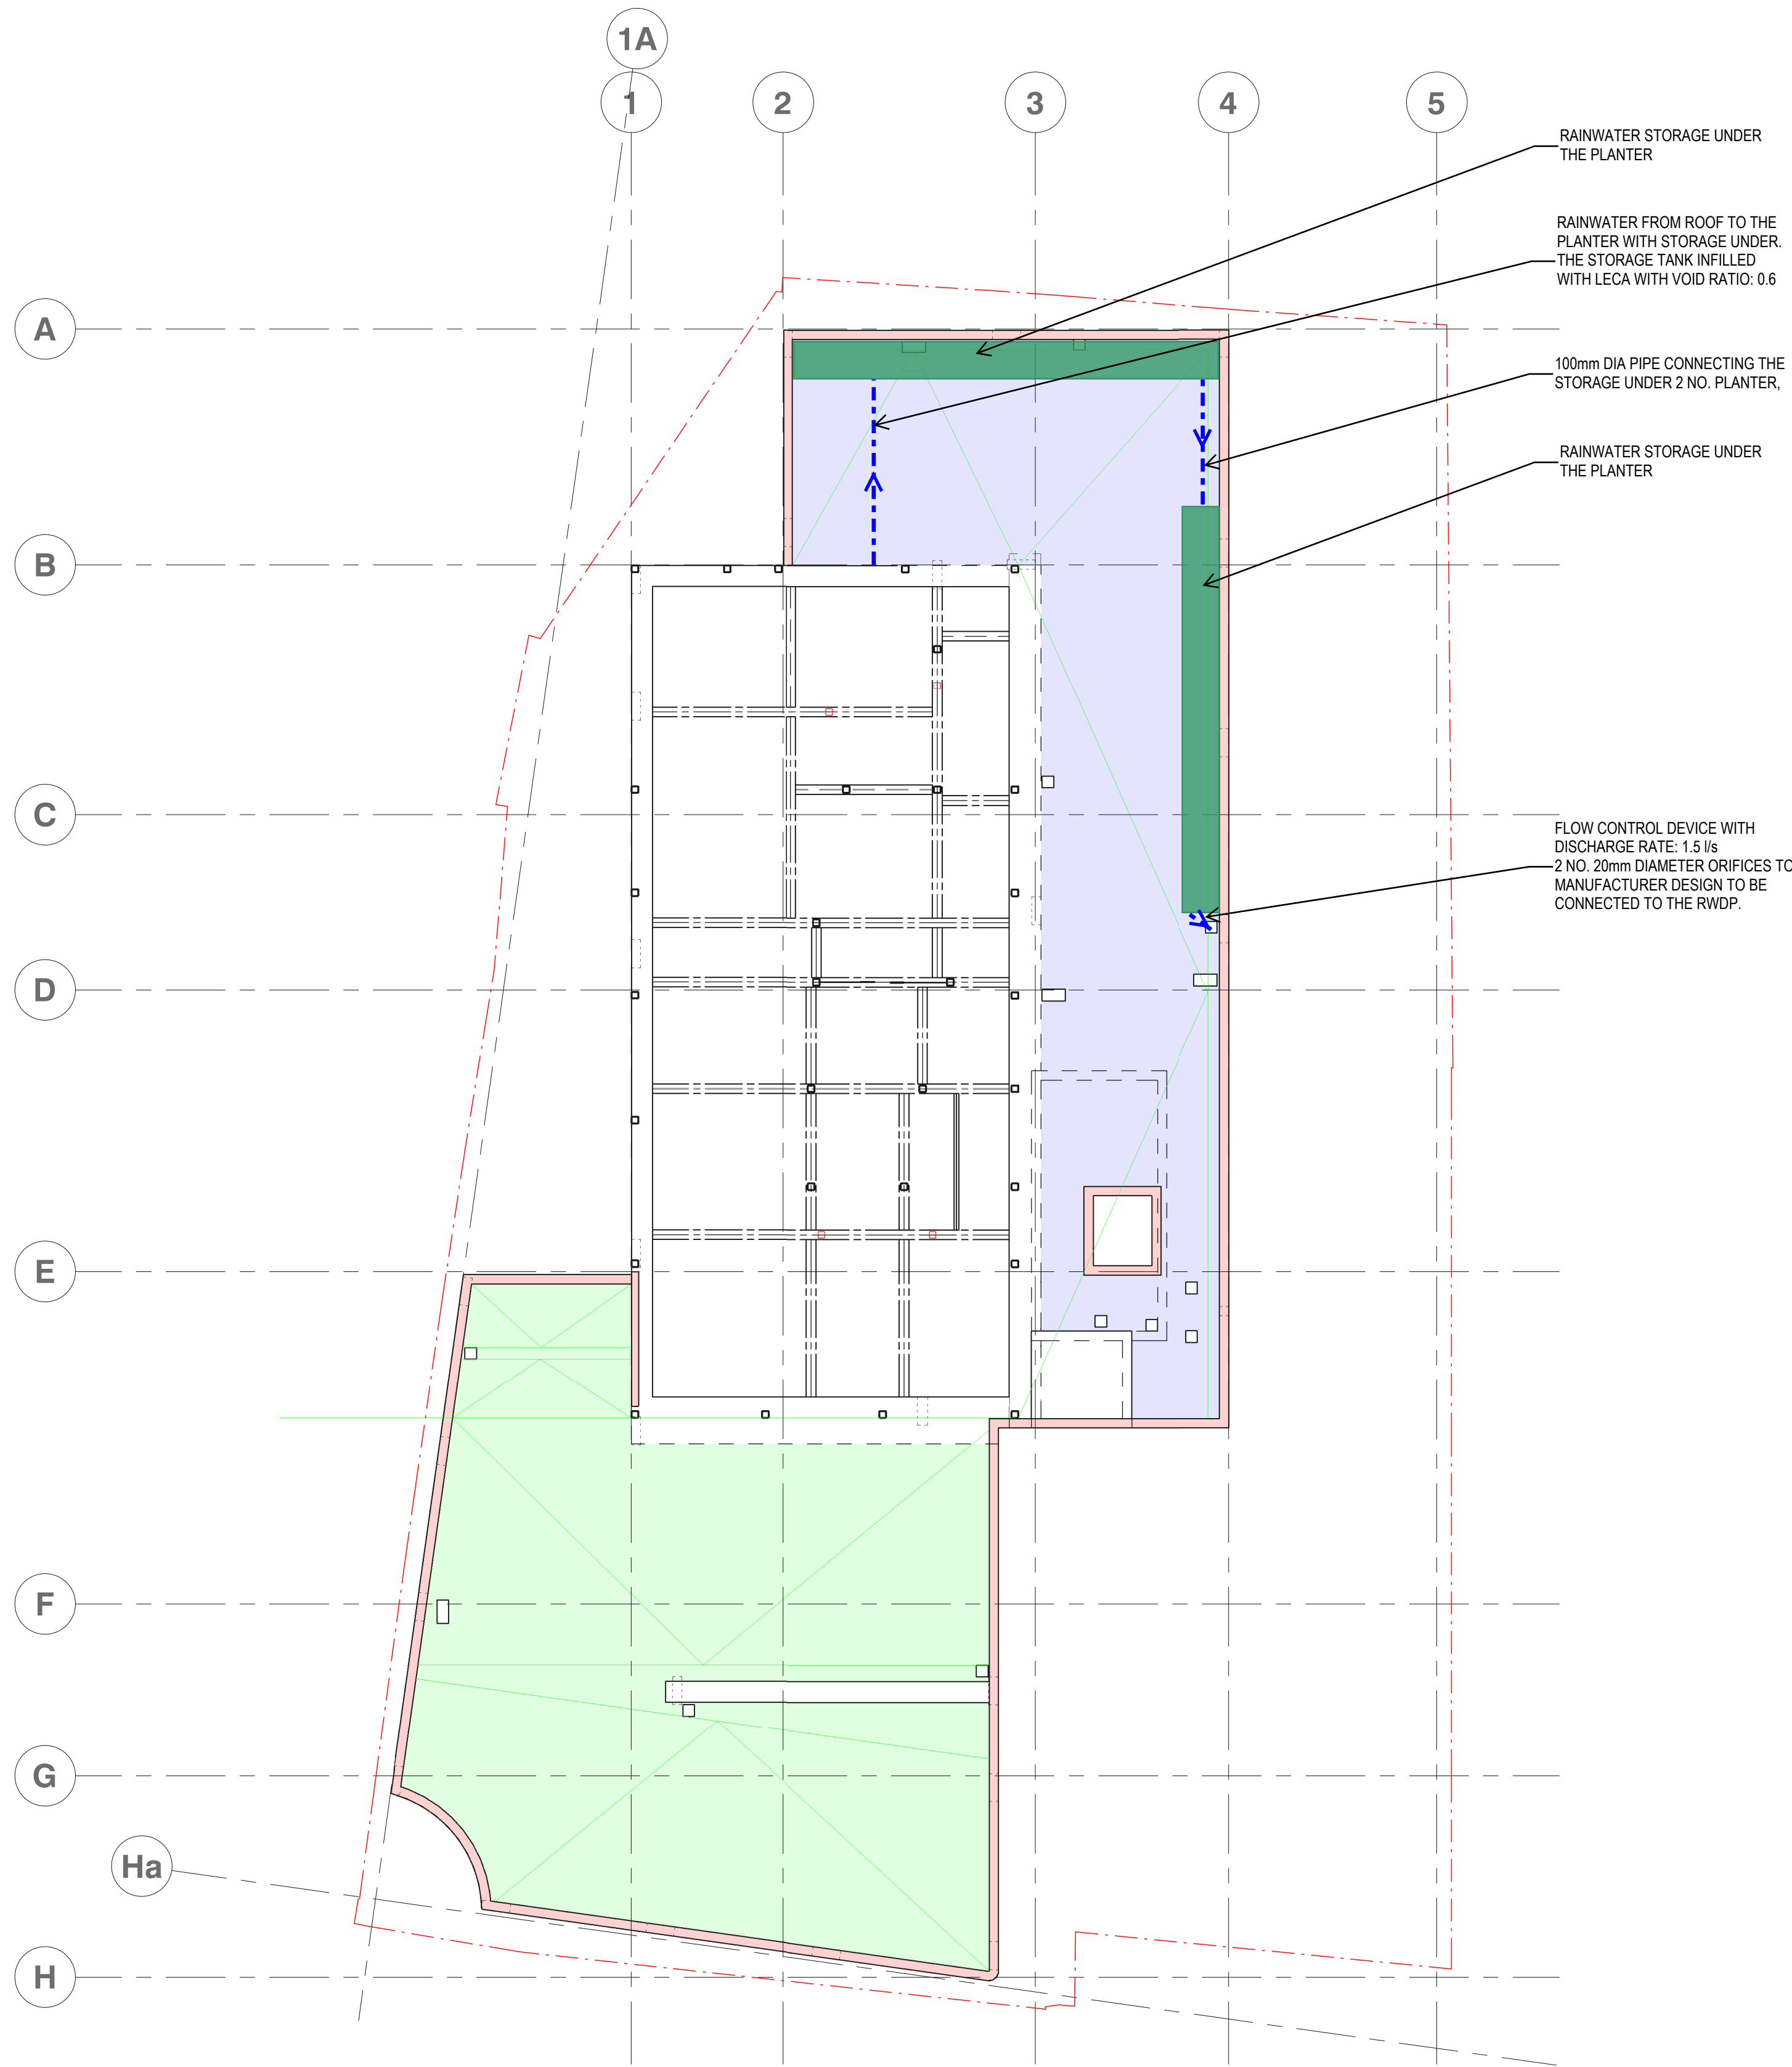 1A
1
2
3
4
5
RAINWATER STORAGE UNDER
THE PLANTER
RAINWATER FROM ROOF TO THE
PLANTER WITH STORAGE UNDER.
THE STORAGE TANK INFILLED
WITH LECA WITH VOID RATIO: 0.6
A
100mm DIA PIPE CONNECTING THE
STORAGE UNDER 2 NO. PLANTER,
RAINWATER STORAGE UNDER
THE PLANTER
B
C
FLOW CONTROL DEVICE WITH
DISCHARGE RATE: 1.5 l/s
2 NO. 20mm DIAMETER ORIFICES TO
MANUFACTURER DESIGN TO BE
CONNECTED TO THE RWDP.
D
E
F
G
Ha
H